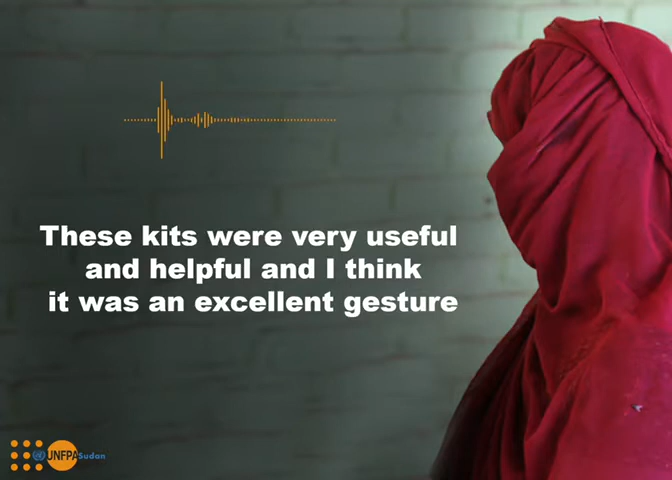 These kits were very useful
and helpful and I think
it was an excellent gesture
UNFPA Sudan